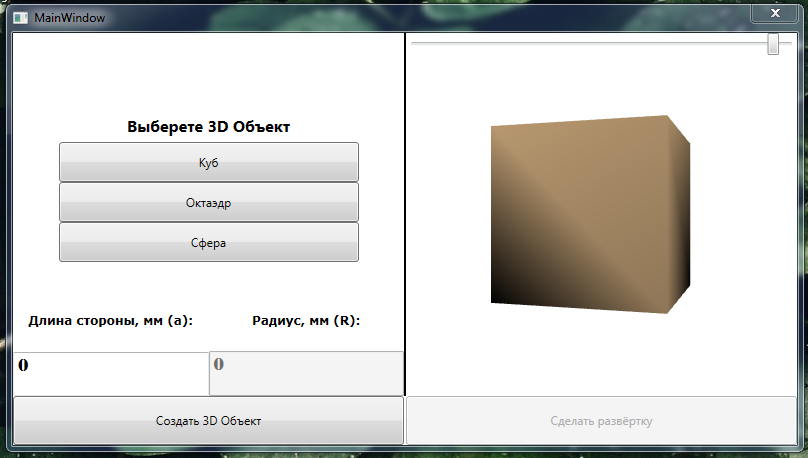 MainWindow
Выберете 3D Объект
Куб
Октаэдр
Сфера
Длина стороны, мм (a): Радиус, мм (R):
0 0
Создать 3D Объект Сделать развёртку